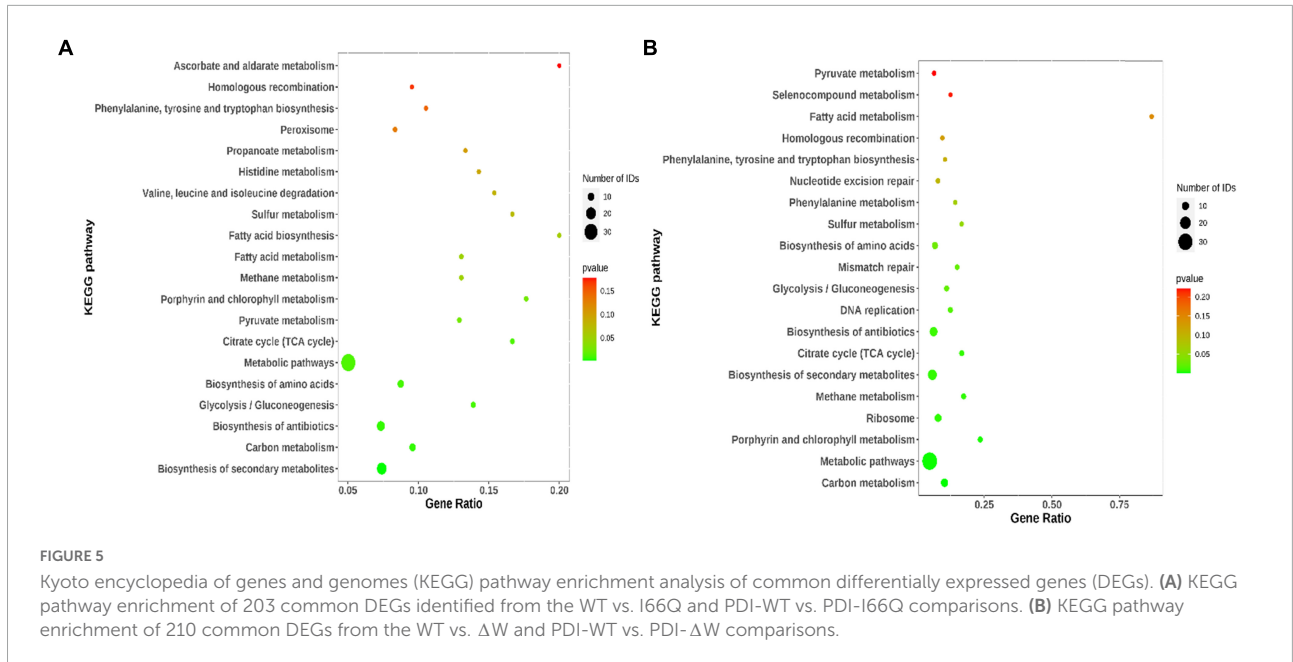 A
KEGG pathway
Ascorbate and aldarate metabolism
Homologous recombination
Phenylalanine, tyrosine and tryptophan biosynthesis
Peroxisome
Propanoate metabolism
Histidine metabolism
Valine, leucine and isoleucine degradation
Sulfur metabolism
Fatty acid biosynthesis
Fatty acid metabolism
Methane metabolism
Porphyrin and chlorophyll metabolism
Pyruvate metabolism
Citrate cycle (TCA cycle)
Metabolic pathways
Biosynthesis of amino acids
Glycolysis / Gluconeogenesis
Biosynthesis of antibiotics
Carbon metabolism
Biosynthesis of secondary metabolites
0.05 0.10 0.15 0.20
Gene Ratio
Number of IDs
10
20
30
pvalue
0.15
0.10
0.05
B
KEGG pathway
Pyruvate metabolism
Selenocompound metabolism
Fatty acid metabolism
Homologous recombination
Phenylalanine, tyrosine and tryptophan biosynthesis
Nucleotide excision repair
Phenylalanine metabolism
Sulfur metabolism
Biosynthesis of amino acids
Mismatch repair
Glycolysis / Gluconeogenesis
DNA replication
Biosynthesis of antibiotics
Citrate cycle (TCA cycle)
Biosynthesis of secondary metabolites
Methane metabolism
Ribosome
Porphyrin and chlorophyll metabolism
Metabolic pathways
Carbon metabolism
0.25 0.50 0.75
Gene Ratio
Number of IDs
10
20
30
pvalue
0.20
0.15
0.10
0.05
FIGURE 5
Kyoto encyclopedia of genes and genomes (KEGG) pathway enrichment analysis of common differentially expressed genes (DEGs). (A) KEGG
pathway enrichment of 203 common DEGs identified from the WT vs. I66Q and PDI-WT vs. PDI-I66Q comparisons. (B) KEGG pathway
enrichment of 210 common DEGs from the WT vs. ΔW and PDI-WT vs. PDI-ΔW comparisons.